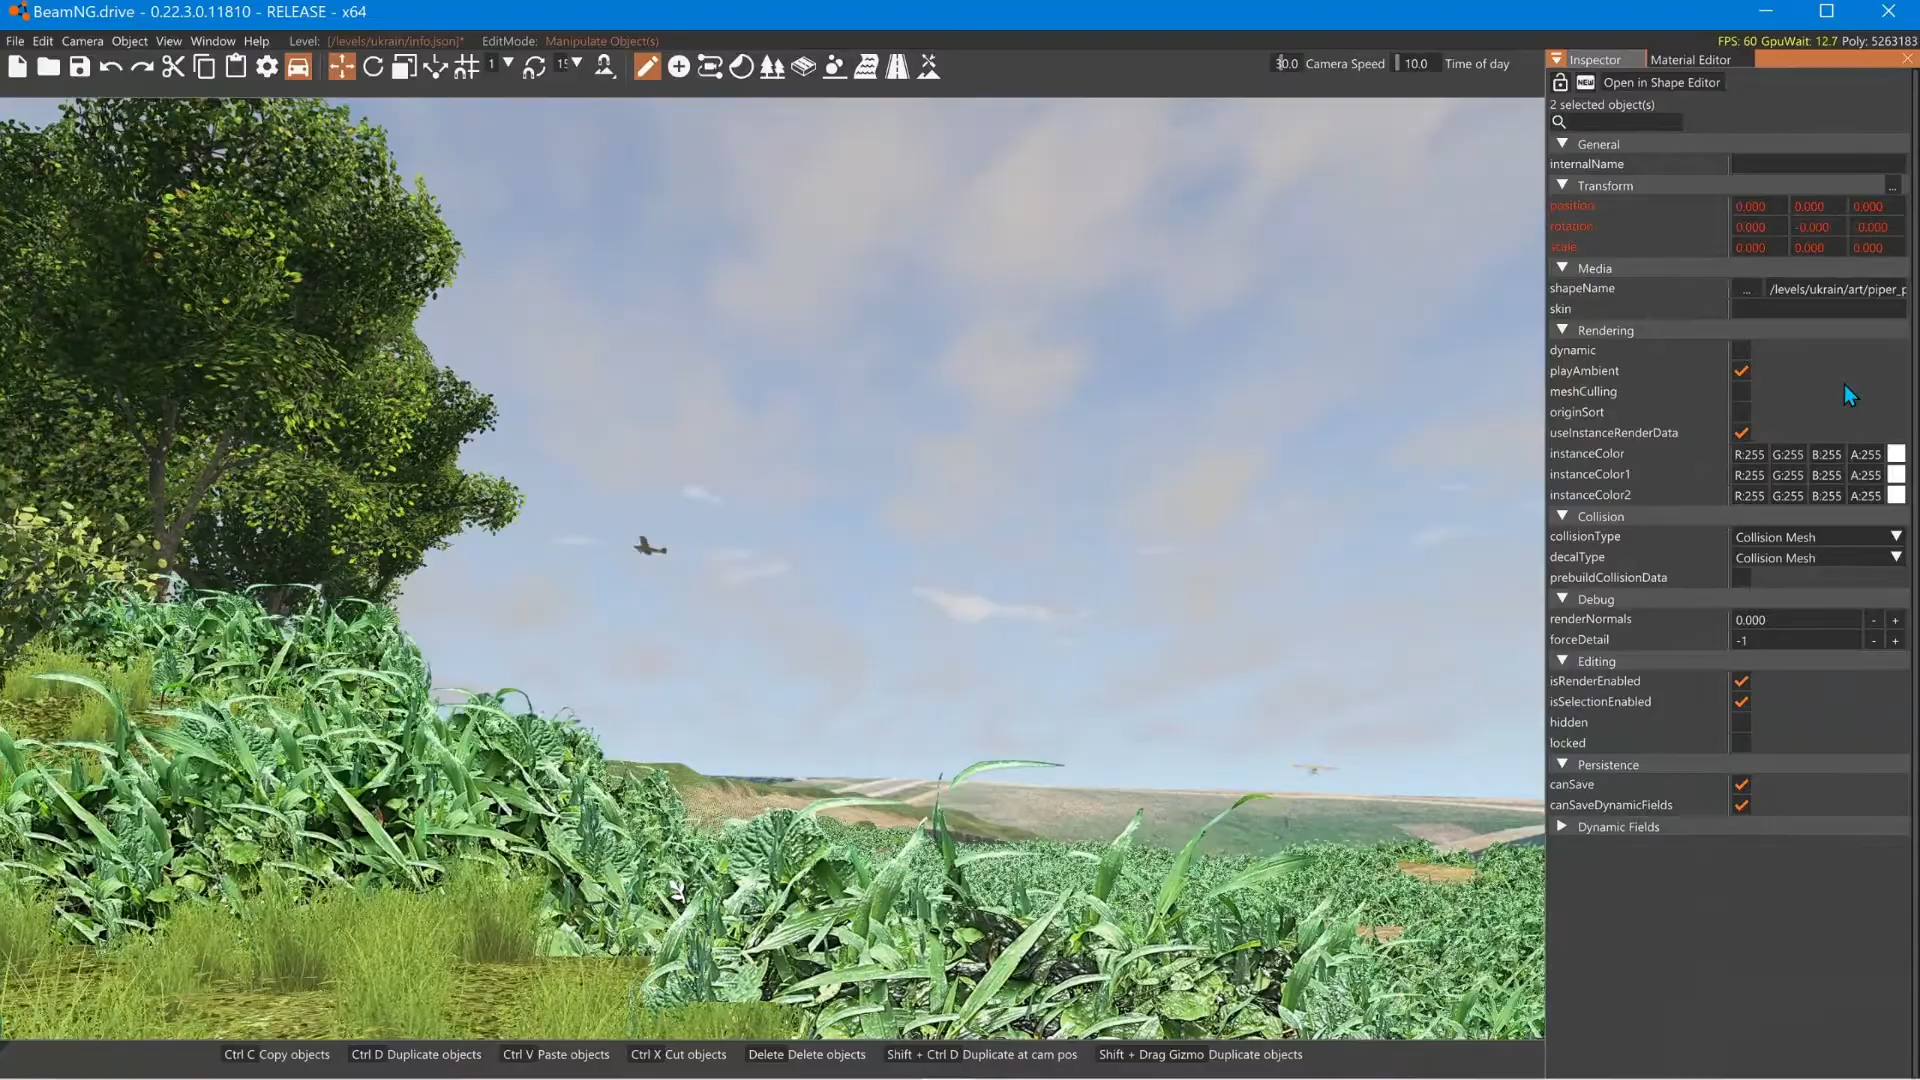 BeamNG.drive - 0.22.3.0.11810 - RELEASE - x64
File Edit Camera Object View Window Help Level: [/levels/ukrain/info.json]* EditMode: Manipulate Object(s)
FPS: 60 GpuWait: 12.7 Poly: 5263183
30.0 Camera Speed 10.0 Time of day
Inspector Material Editor
NEW Open in Shape Editor
2 selected object(s)
General
internalName
Transform ...
position 0.000 0.000 0.000
rotation 0.000 -0.000 0.000
scale 0.000 0.000 0.000
Media
shapeName ... /levels/ukrain/art/piper_p
skin
Rendering
dynamic
playAmbient
meshCulling
originSort
useInstanceRenderData
instanceColor R:255 G:255 B:255 A:255
instanceColor1 R:255 G:255 B:255 A:255
instanceColor2 R:255 G:255 B:255 A:255
Collision
collisionType Collision Mesh
decalType Collision Mesh
prebuildCollisionData
Debug
renderNormals 0.000 - +
forceDetail -1 - +
Editing
isRenderEnabled
isSelectionEnabled
hidden
locked
Persistence
canSave
canSaveDynamicFields
Dynamic Fields
Ctrl C Copy objects Ctrl D Duplicate objects Ctrl V Paste objects Ctrl X Cut objects Delete Delete objects Shift + Ctrl D Duplicate at cam pos Shift + Drag Gizmo Duplicate objects